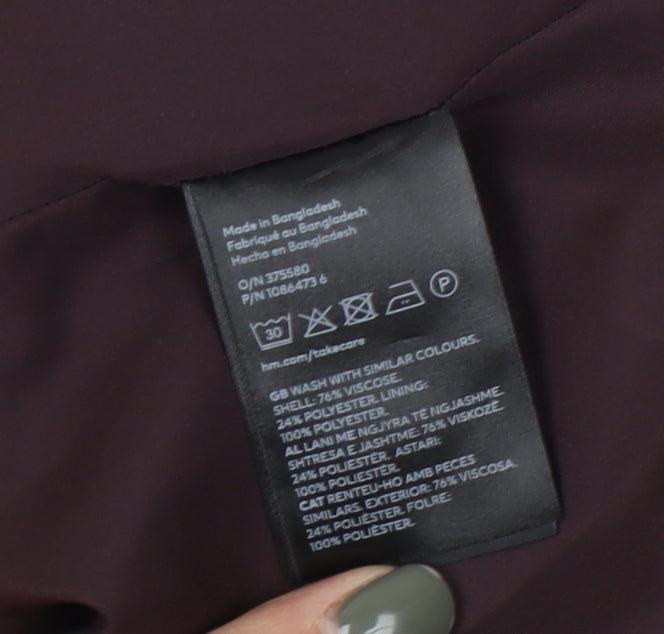 Made in Bangladesh
Fabriqué au Bangladesh
Hecho en Bangladesh
O/N 375580
P/N 1086473 6
30
P
hm.com/takecare
GB WASH WITH SIMILAR COLOURS.
SHELL: 76% VISCOSE.
24% POLYESTER. LINING:
100% POLYESTER.
AL LANI ME NGJYRA TË NGJASHME.
SHTRESA E JASHTME: 76% VISKOZË.
24% POLIESTËR. ASTARI:
100% POLIESTËR.
CAT RENTEU-HO AMB PECES
SIMILARS. EXTERIOR: 76% VISCOSA.
24% POLIÈSTER. FOLRE:
100% POLIÈSTER.